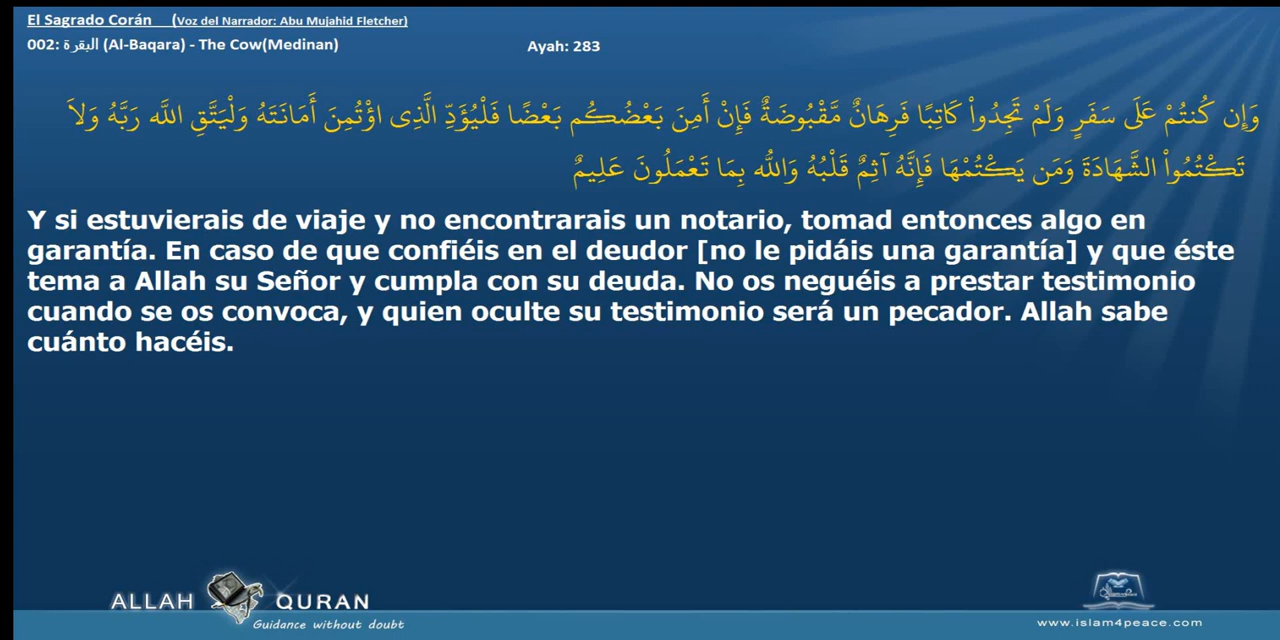 El Sagrado Corán (Voz del Narrador: Abu Mujahid Fletcher)
002: البقرة (Al-Baqara) - The Cow(Medinan) Ayah: 283
وَإِن كُنتُمْ عَلَى سَفَرٍ وَلَمْ تَجِدُواْ كَاتِبًا فَرِهَانٌ مَّقْبُوضَةٌ فَإِنْ أَمِنَ بَعْضُكُم بَعْضًا فَلْيُؤَدِّ الَّذِى اؤْتُمِنَ أَمَانَتَهُ وَلْيَتَّقِ اللَّه رَبَّهُ وَلاَ
تَكْتُمُواْ الشَّهَادَةَ وَمَن يَكْتُمْهَا فَإِنَّهُ آثِمٌ قَلْبُهُ وَاللَّه بِمَا تَعْمَلُونَ عَلِيمٌ
Y si estuvierais de viaje y no encontrarais un notario, tomad entonces algo en
garantía. En caso de que confiéis en el deudor [no le pidáis una garantía] y que éste
tema a Allah su Señor y cumpla con su deuda. No os neguéis a prestar testimonio
cuando se os convoca, y quien oculte su testimonio será un pecador. Allah sabe
cuánto hacéis.
ALLAH QURAN
Guidance without doubt
www.islam4peace.com